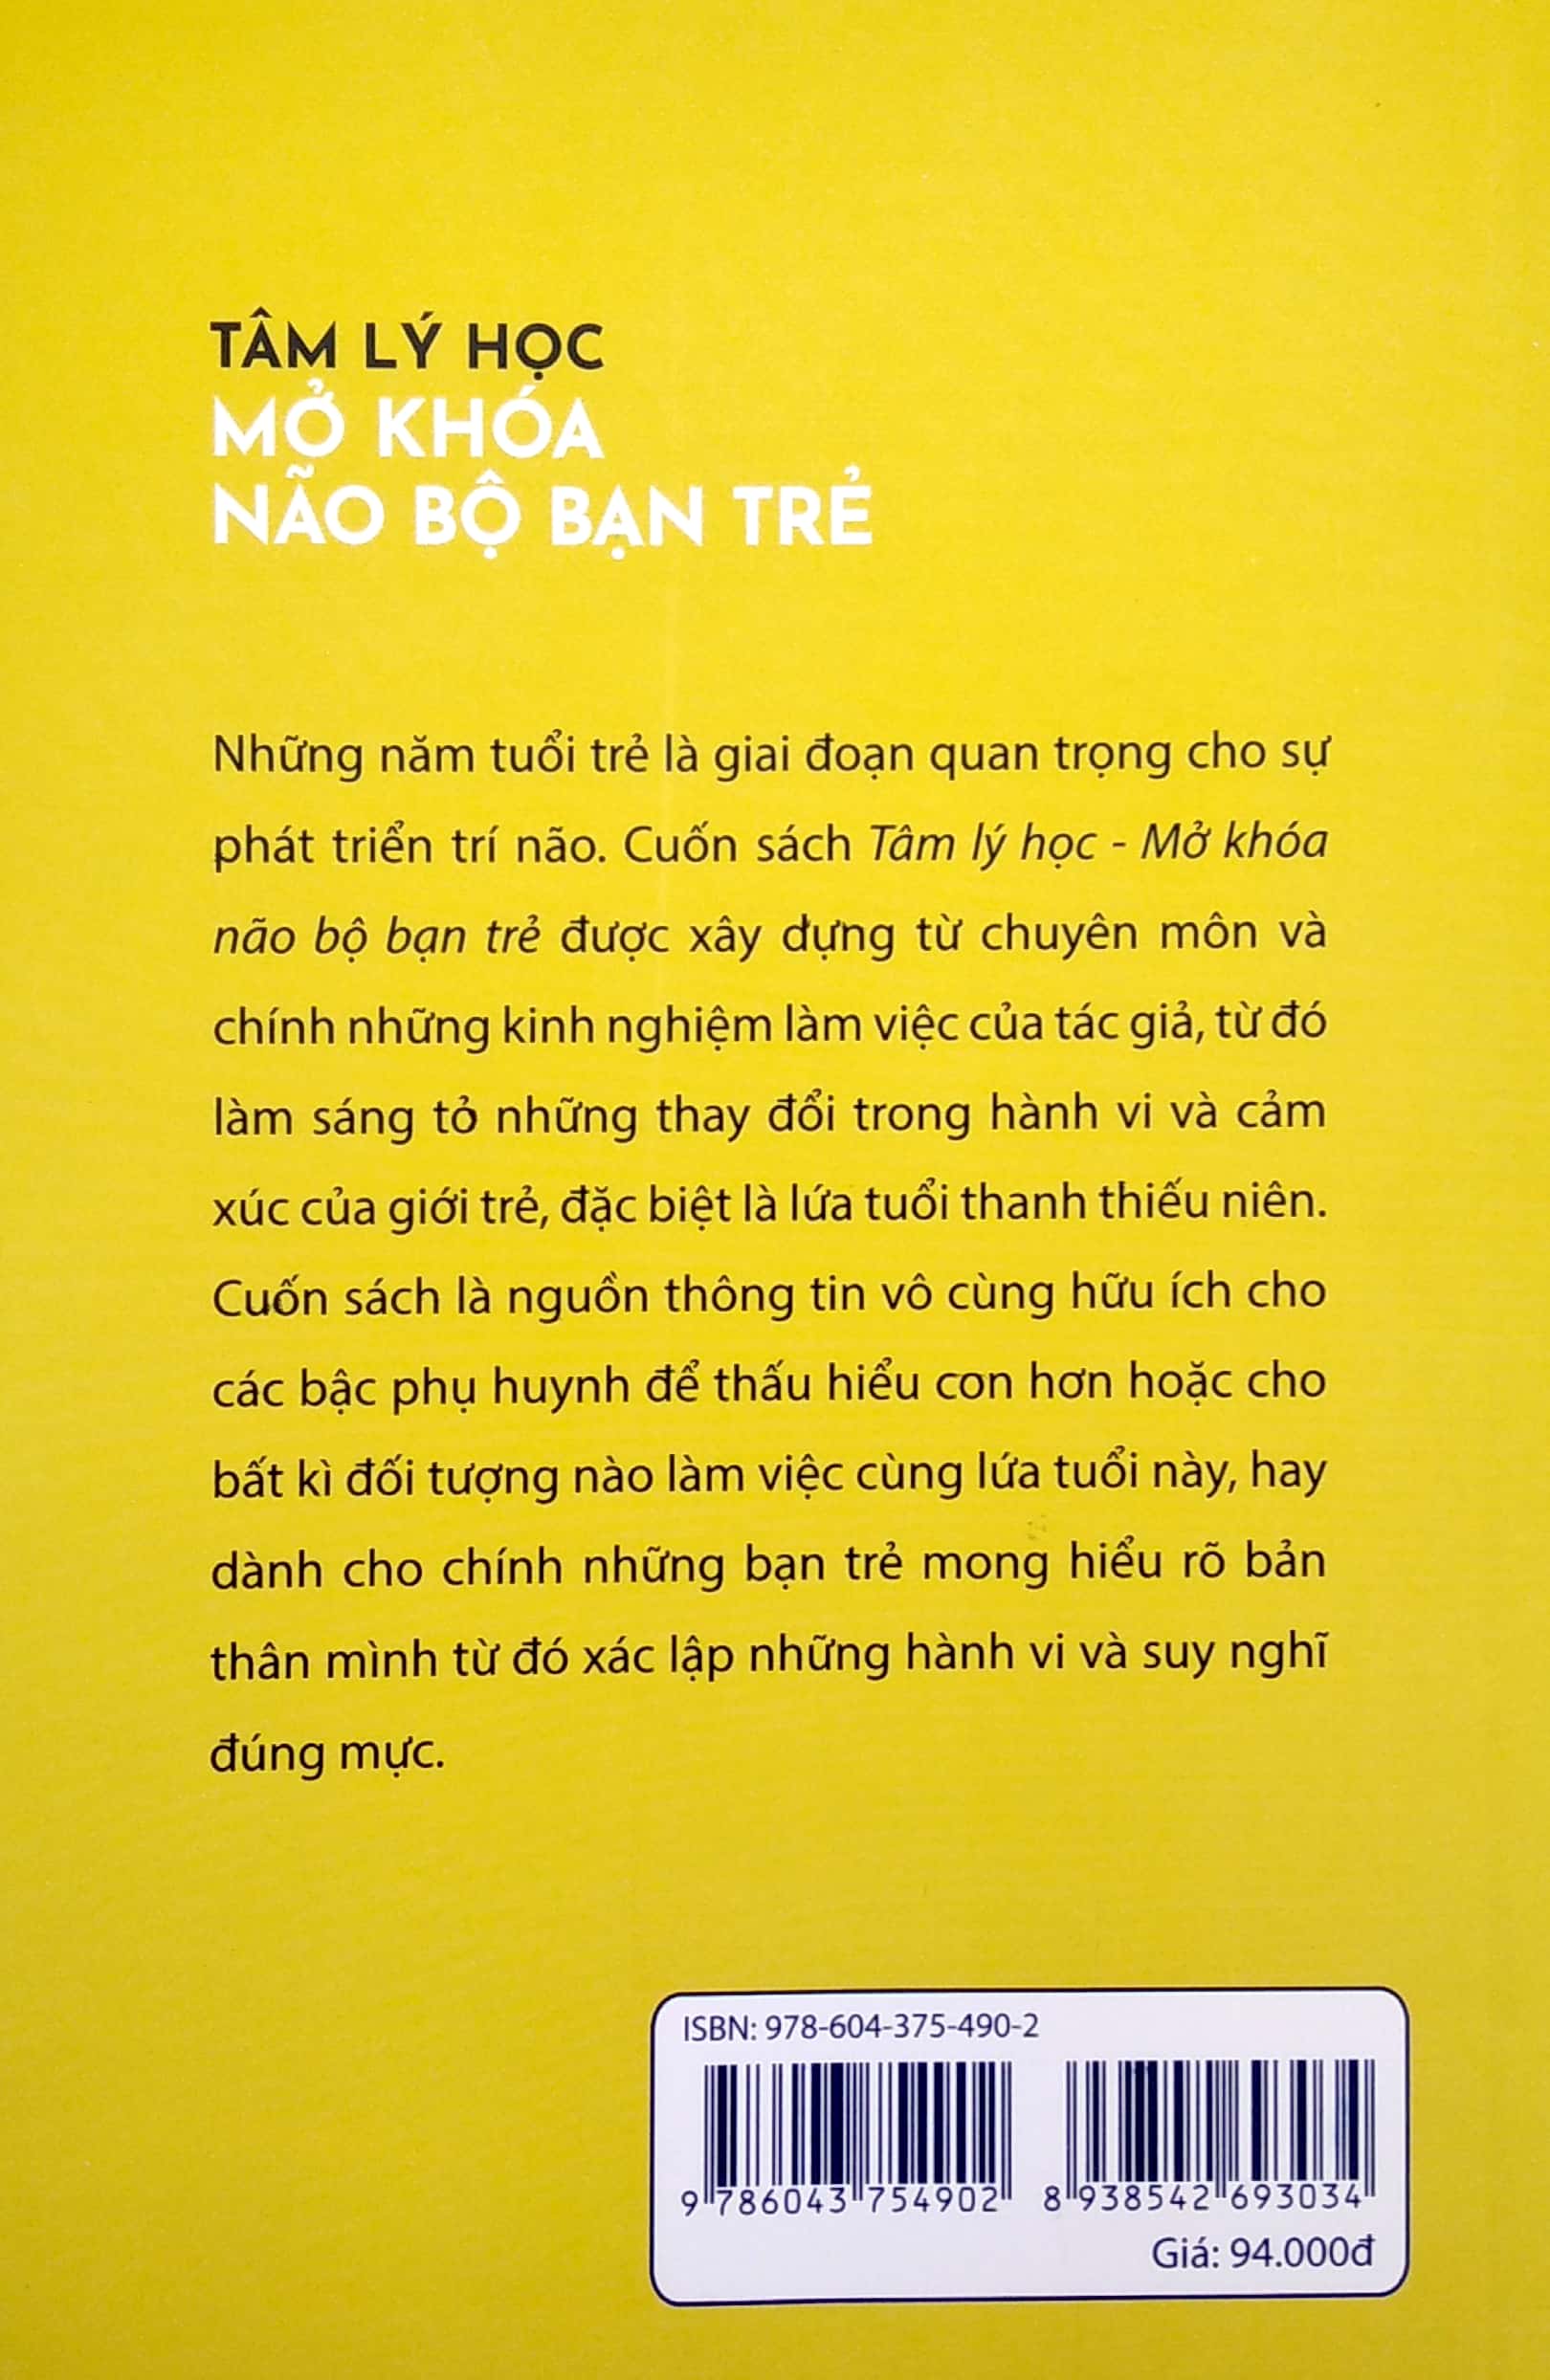 TÂM LÝ HỌC
MỞ KHÓA
NÃO BỘ BẠN TRẺ
Những năm tuổi trẻ là giai đoạn quan trọng cho sự
phát triển trí não. Cuốn sách Tâm lý học - Mở khóa
não bộ bạn trẻ được xây dựng từ chuyên môn và
chính những kinh nghiệm làm việc của tác giả, từ đó
làm sáng tỏ những thay đổi trong hành vi và cảm
xúc của giới trẻ, đặc biệt là lứa tuổi thanh thiếu niên.
Cuốn sách là nguồn thông tin vô cùng hữu ích cho
các bậc phụ huynh để thấu hiểu con hơn hoặc cho
bất kì đối tượng nào làm việc cùng lứa tuổi này, hay
dành cho chính những bạn trẻ mong hiểu rõ bản
thân mình từ đó xác lập những hành vi và suy nghĩ
đúng mực.
ISBN: 978-604-375-490-2
9 786043 754902 8 938542 693034
Giá: 94.000đ